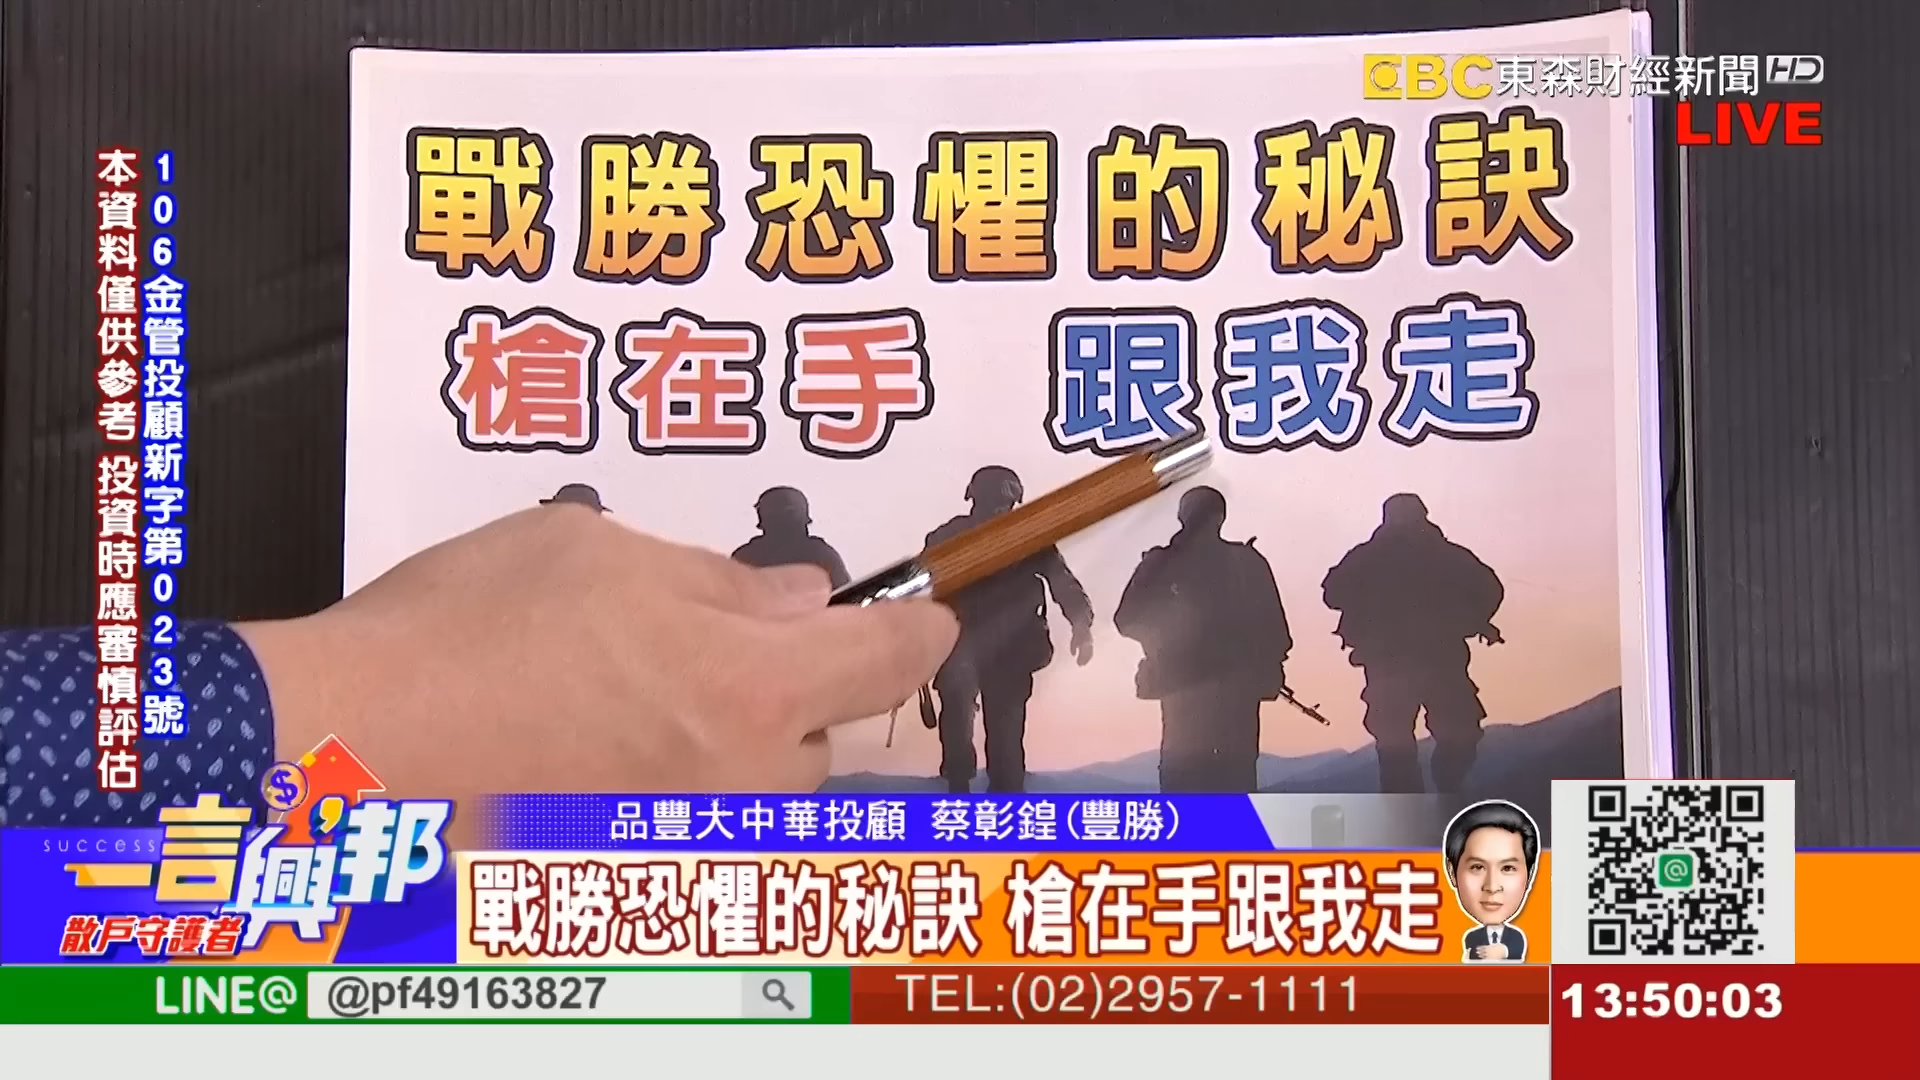 EBC東森財經新聞HD
LIVE
戰勝恐懼的秘訣
槍在手 跟我走
106金管投顧新字第023號
本資料僅供參考 投資時應審慎評估
success
一言興邦
散戶守護者
品豐大中華投顧 蔡彰鍠(豐勝)
戰勝恐懼的秘訣 槍在手跟我走
LINE@ @pf49163827
TEL:(02)2957-1111
13:50:03